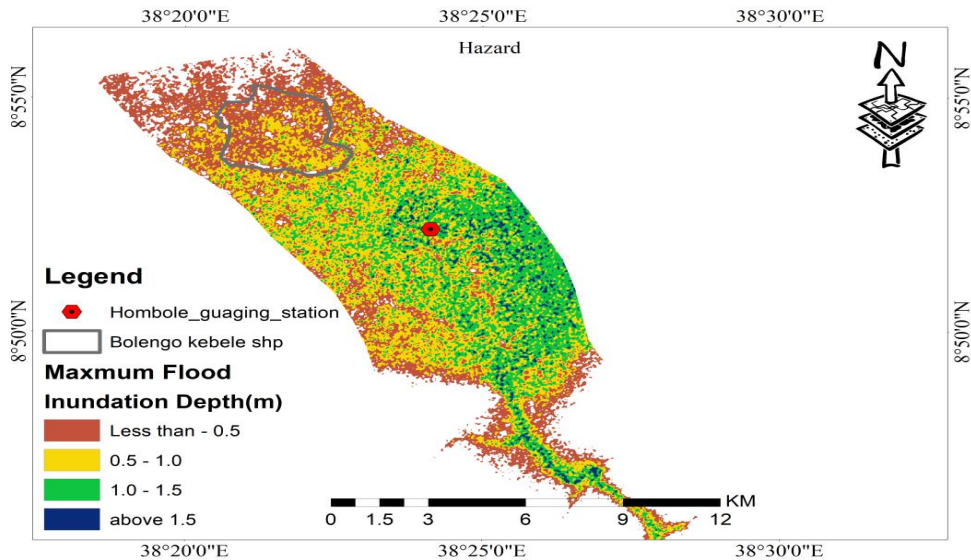 38°20'0"E 38°25'0"E 38°30'0"E
Hazard
N
8°55'0"N 8°55'0"N
8°50'0"N 8°50'0"N
Legend
Hombole_guaging_station
Bolengo kebele shp
Maxmum Flood
Inundation Depth(m)
Less than - 0.5
0.5 - 1.0
1.0 - 1.5
above 1.5
KM
0 1.5 3 6 9 12
38°20'0"E 38°25'0"E 38°30'0"E